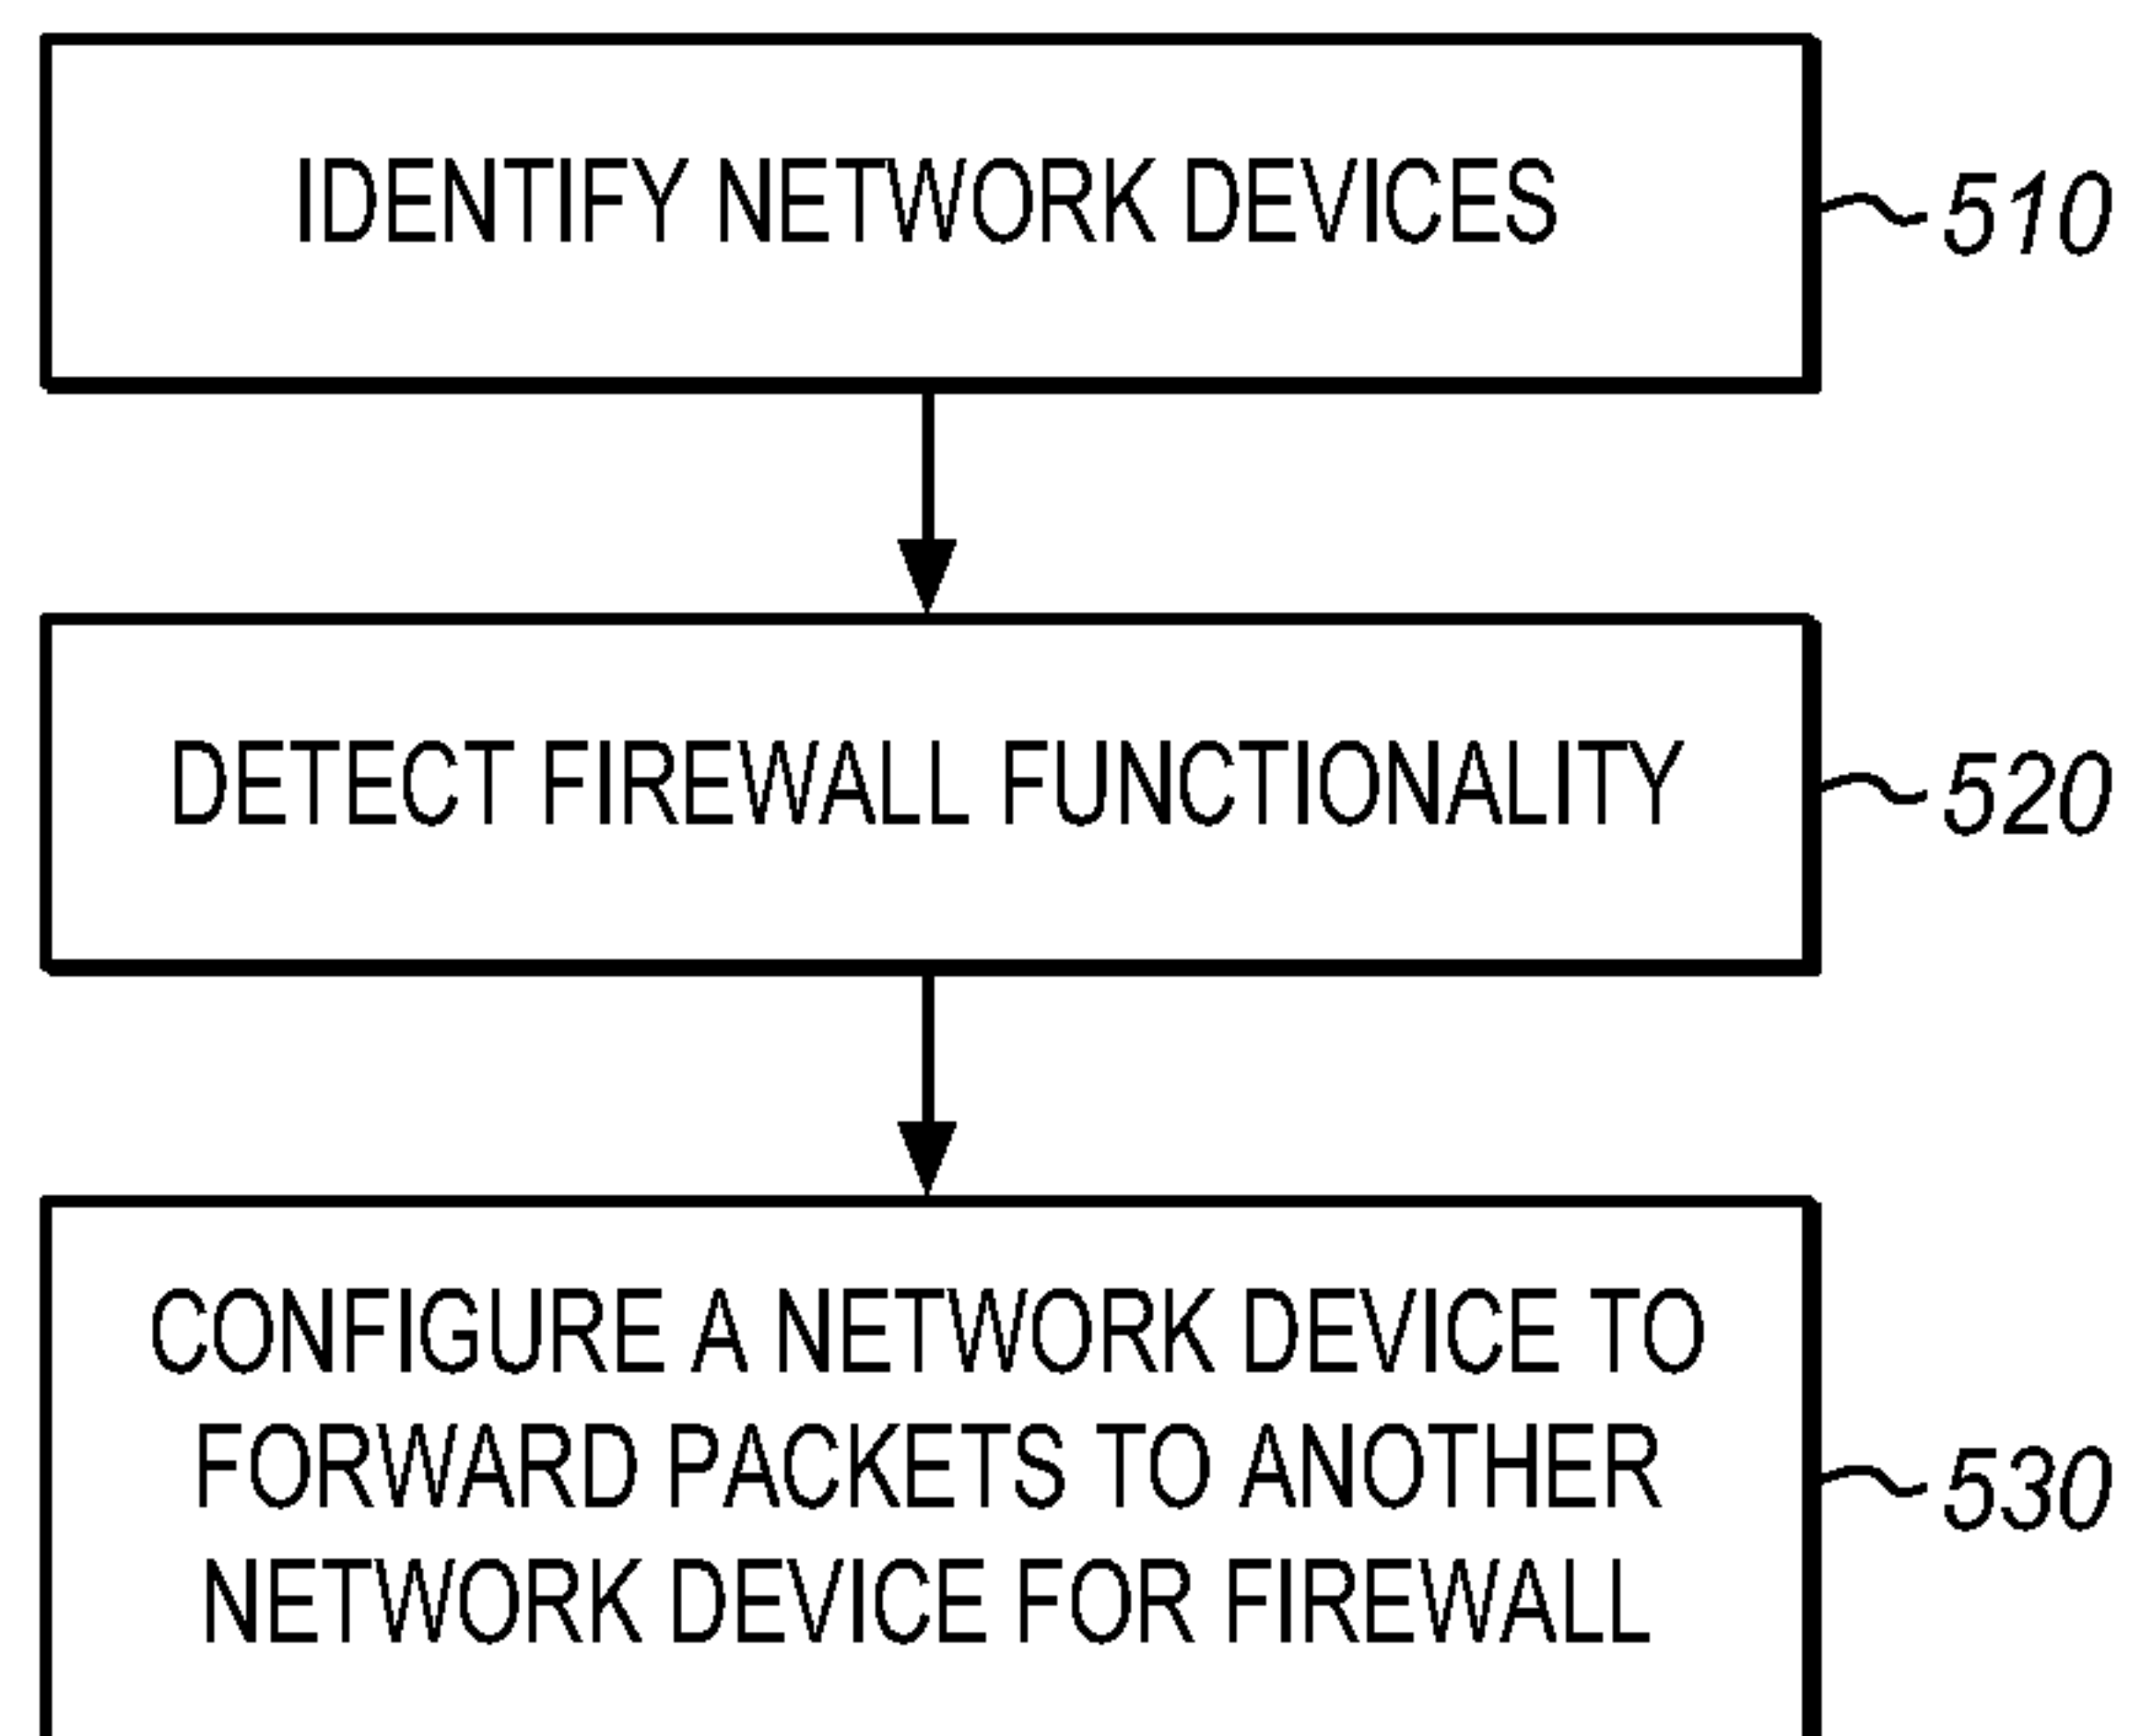 IDENTIFY NETWORK DEVICES
510
DETECT FIREWALL FUNCTIONALITY
520
CONFIGURE A NETWORK DEVICE TO
FORWARD PACKETS TO ANOTHER
NETWORK DEVICE FOR FIREWALL
530